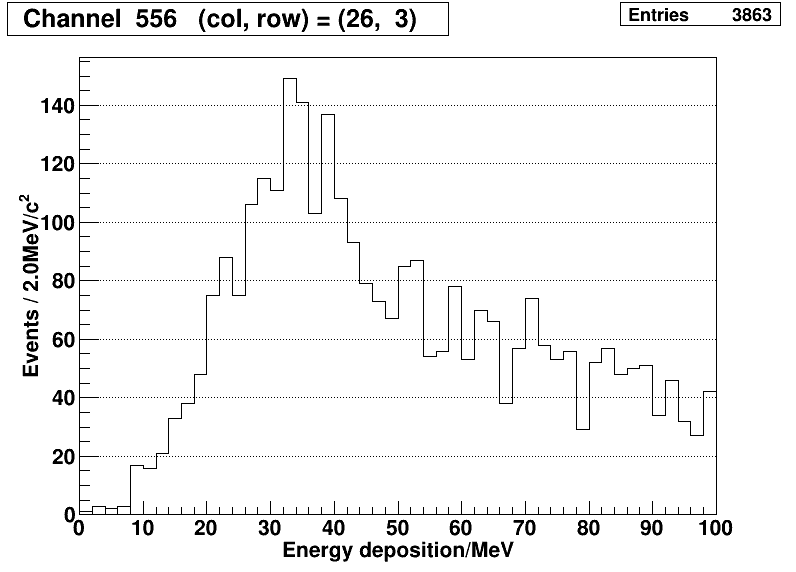 Channel 556 (col, row) = (26, 3)
Entries 3863
Events / 2.0MeV/c²
140
120
100
80
60
40
20
0
0 10 20 30 40 50 60 70 80 90 100
Energy deposition/MeV